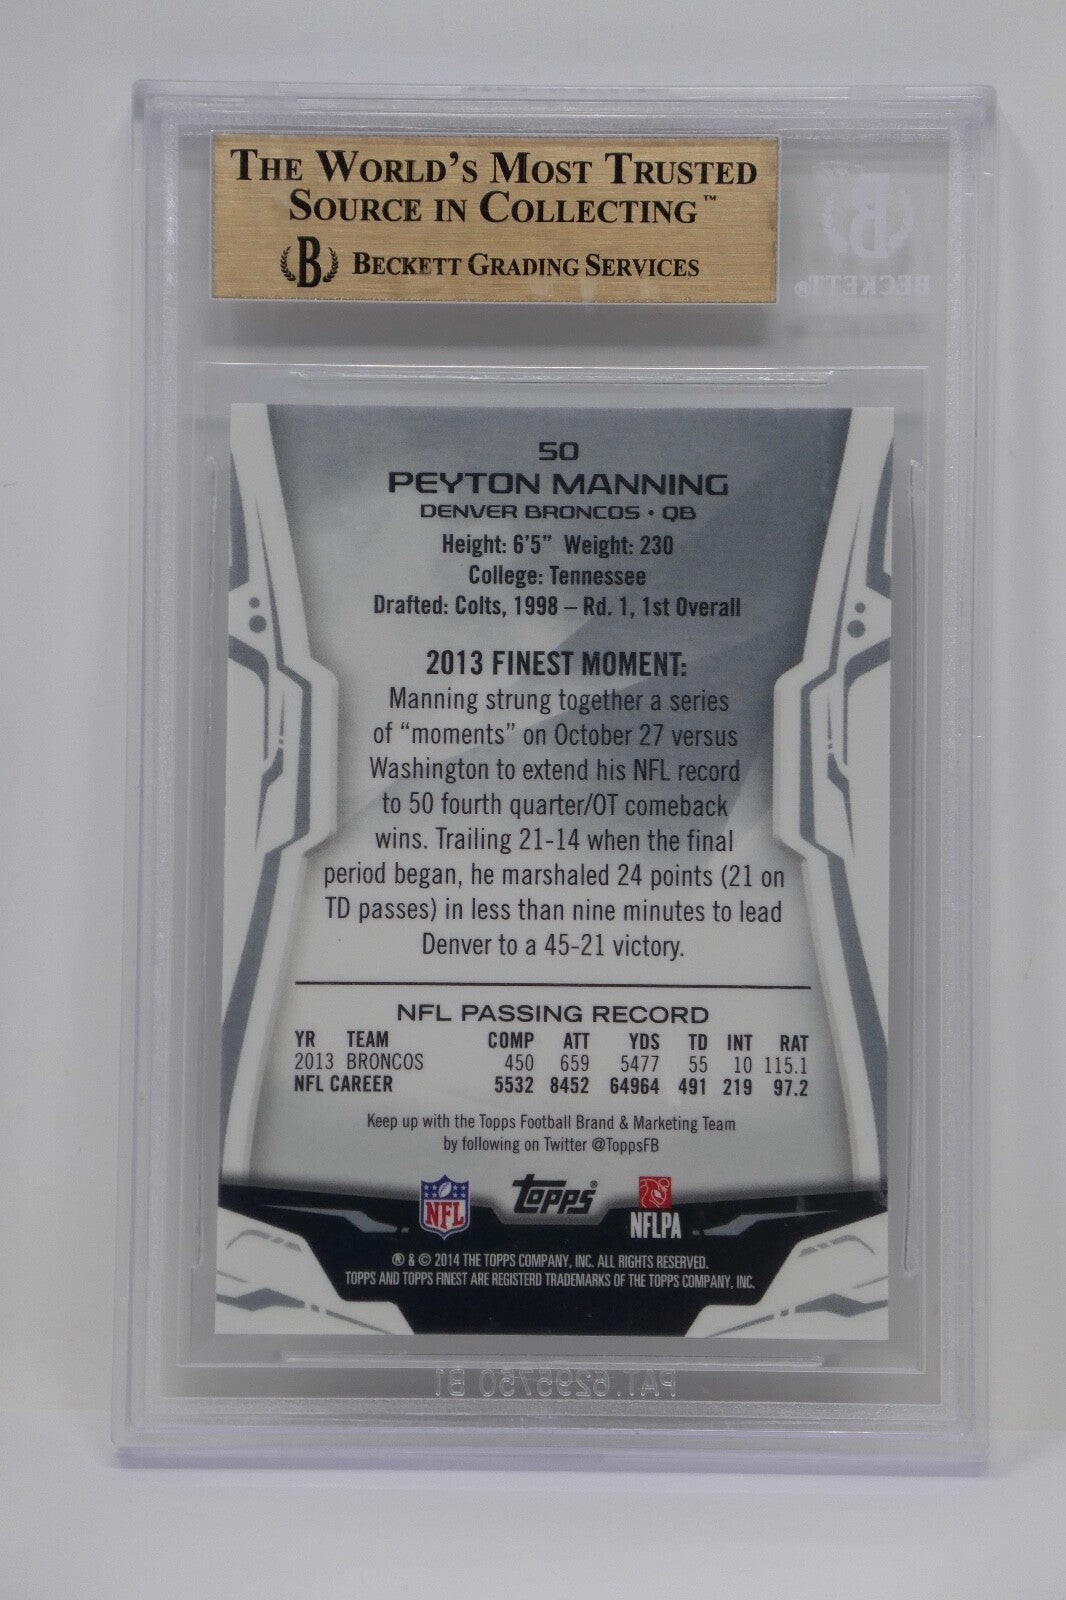 THE WORLD'S MOST TRUSTED
SOURCE IN COLLECTING™
B BECKETT GRADING SERVICES
B
BECKETT®
50
PEYTON MANNING
DENVER BRONCOS • QB
Height: 6'5” Weight: 230
College: Tennessee
Drafted: Colts, 1998 – Rd. 1, 1st Overall
2013 FINEST MOMENT:
Manning strung together a series
of “moments” on October 27 versus
Washington to extend his NFL record
to 50 fourth quarter/OT comeback
wins. Trailing 21-14 when the final
period began, he marshaled 24 points (21 on
TD passes) in less than nine minutes to lead
Denver to a 45-21 victory.
NFL PASSING RECORD
YR TEAM COMP ATT YDS TD INT RAT
2013 BRONCOS 450 659 5477 55 10 115.1
NFL CAREER 5532 8452 64964 491 219 97.2
Keep up with the Topps Football Brand & Marketing Team
by following on Twitter @ToppsFB
NFL Topps® NFLPA
® & © 2014 THE TOPPS COMPANY, INC. ALL RIGHTS RESERVED.
TOPPS AND TOPPS FINEST ARE REGISTERD TRADEMARKS OF THE TOPPS COMPANY, INC.
PAT. 6295750 B1